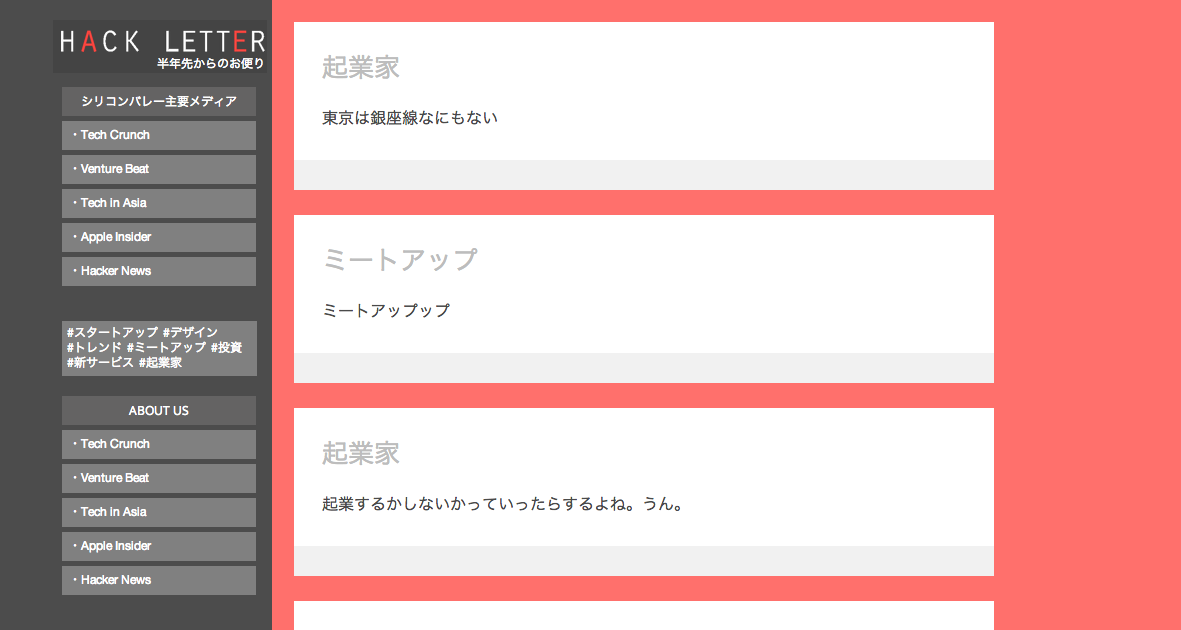 HACK LETTER
半年先からのお便り
シリコンバレー主要メディア
・Tech Crunch
・Venture Beat
・Tech in Asia
・Apple Insider
・Hacker News
#スタートアップ #デザイン
#トレンド #ミートアップ #投資
#新サービス #起業家
ABOUT US
・Tech Crunch
・Venture Beat
・Tech in Asia
・Apple Insider
・Hacker News
起業家
東京は銀座線なにもない
ミートアップ
ミートアップップ
起業家
起業するかしないかっていったらするよね。うん。